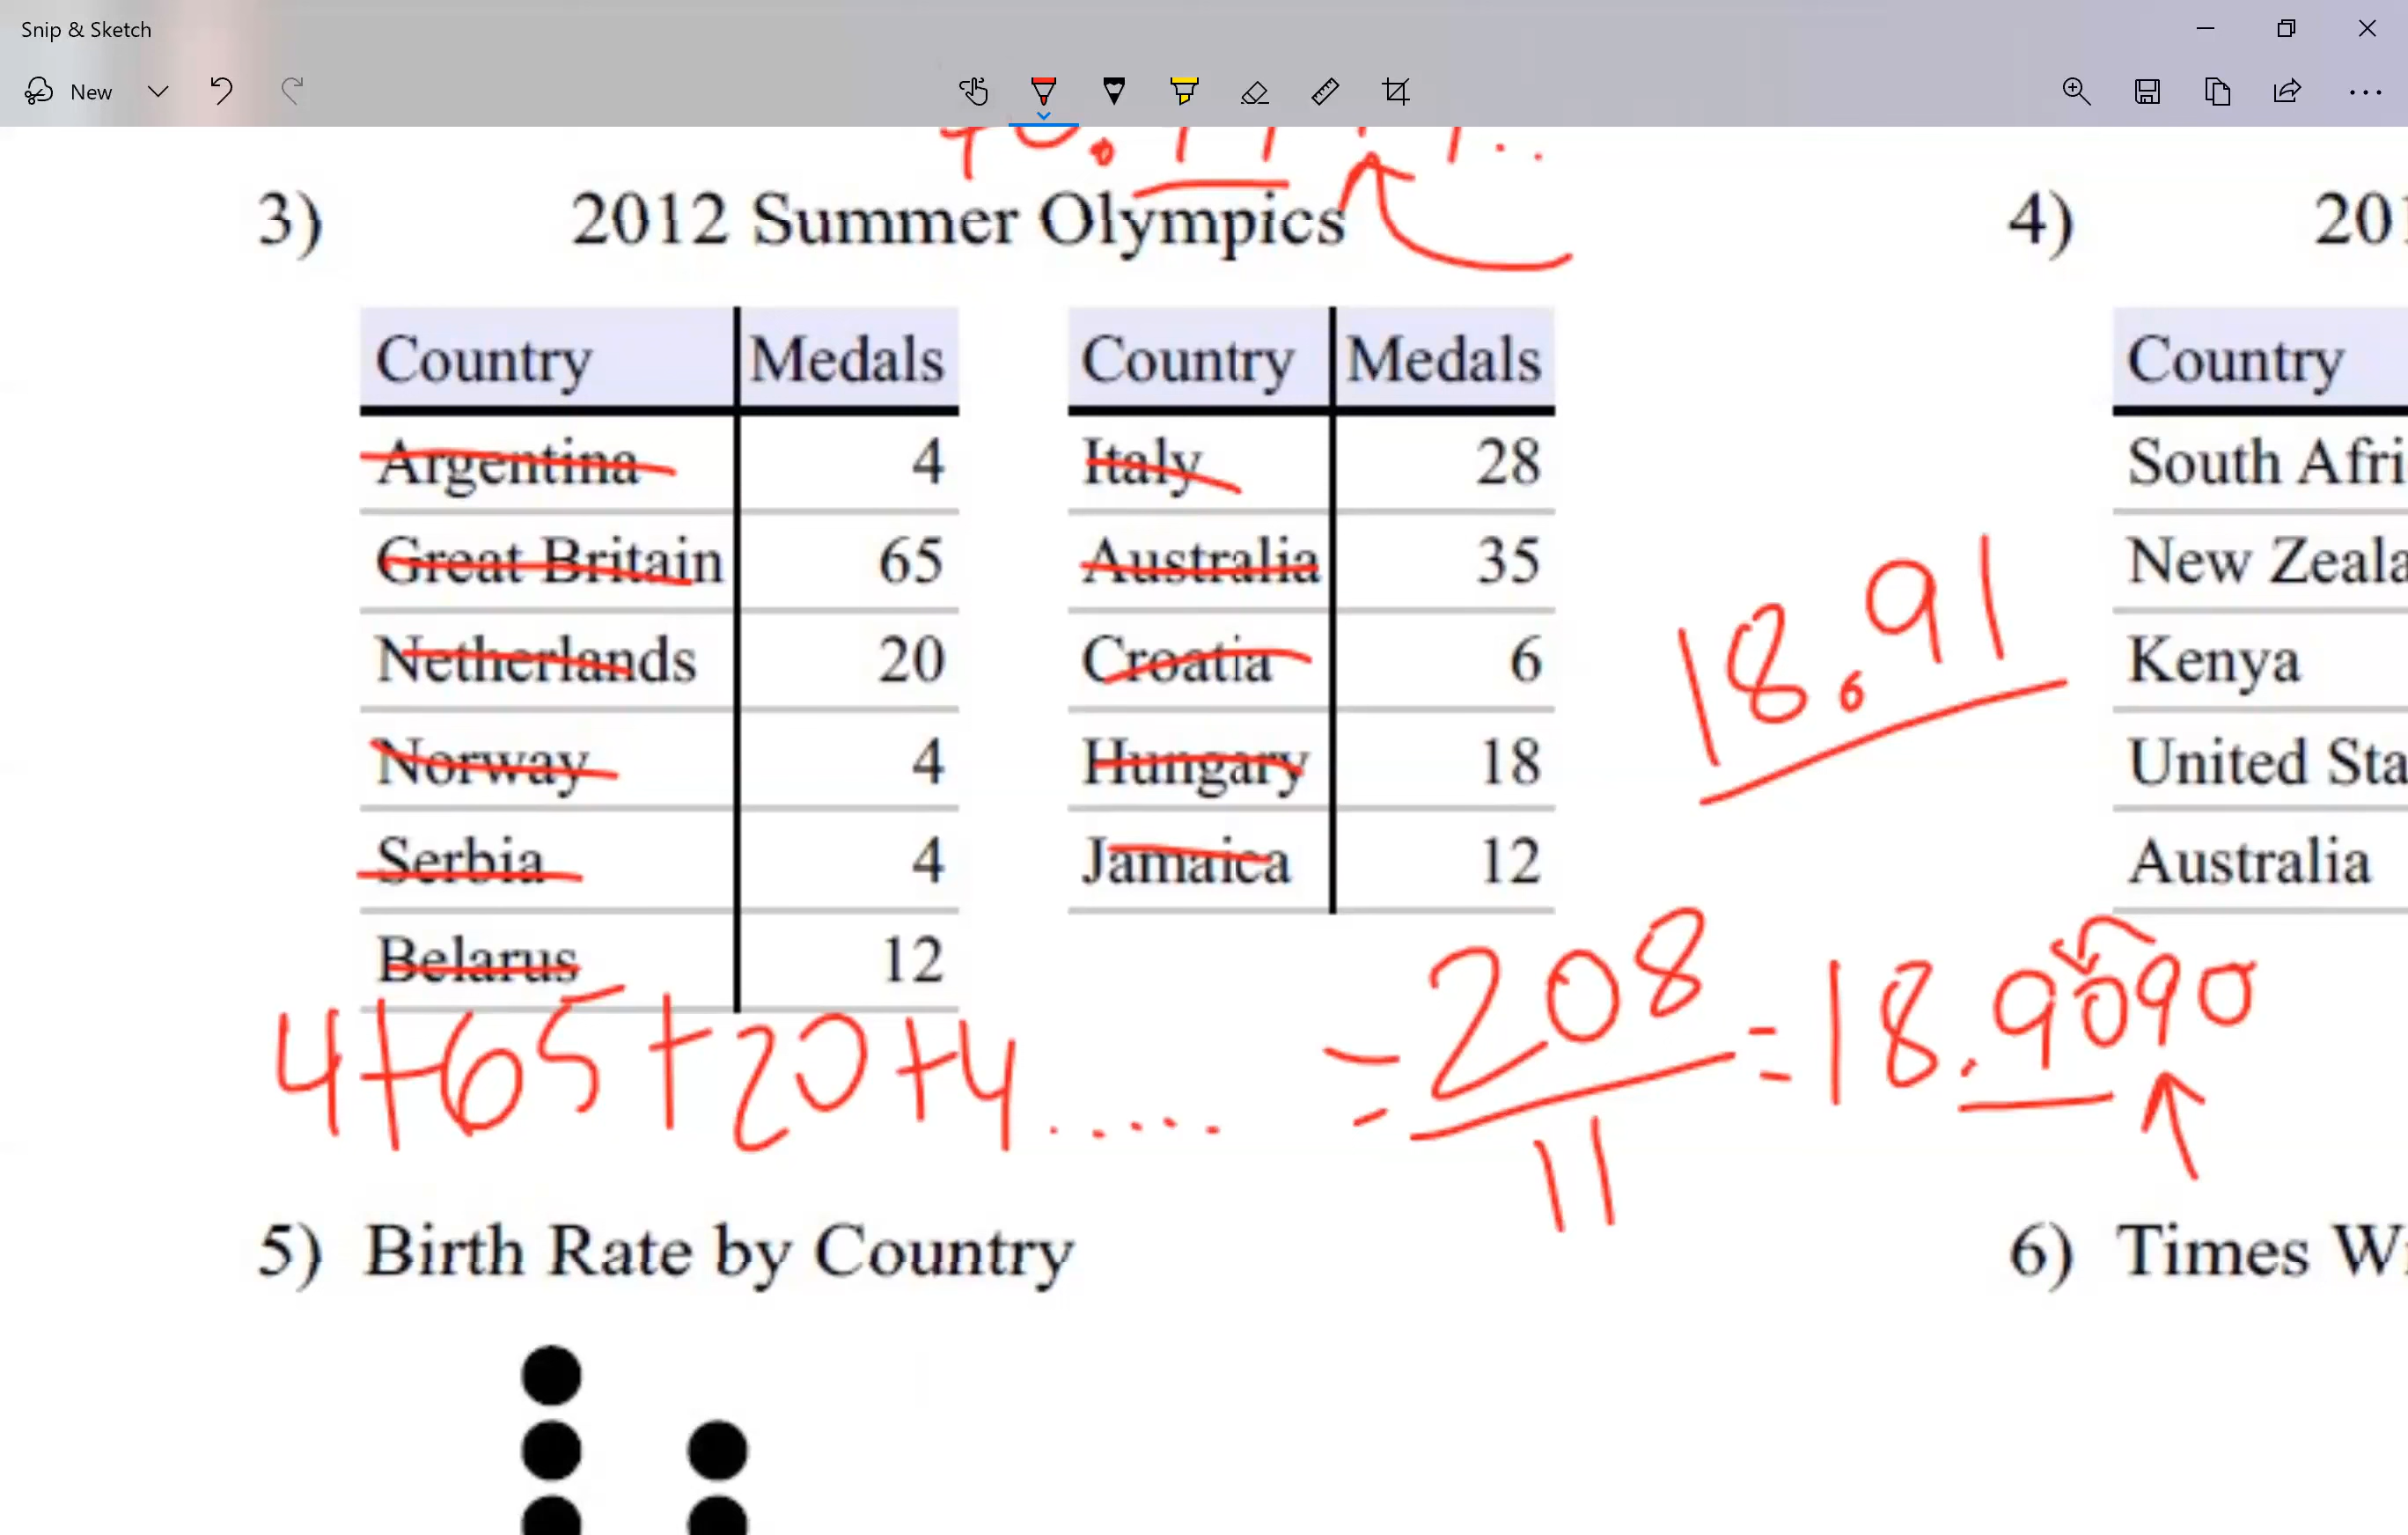 Snip & Sketch
New
3) 2012 Summer Olympics
Country Medals
Argentina 4
Great Britain 65
Netherlands 20
Norway 4
Serbia 4
Belarus 12
Country Medals
Italy 28
Australia 35
Croatia 6
Hungary 18
Jamaica 12
18.91
4+65+20+4..... = 208/11 = 18.9090
4) 201
Country
South Afri
New Zeala
Kenya
United Sta
Australia
5) Birth Rate by Country
6) Times Wi